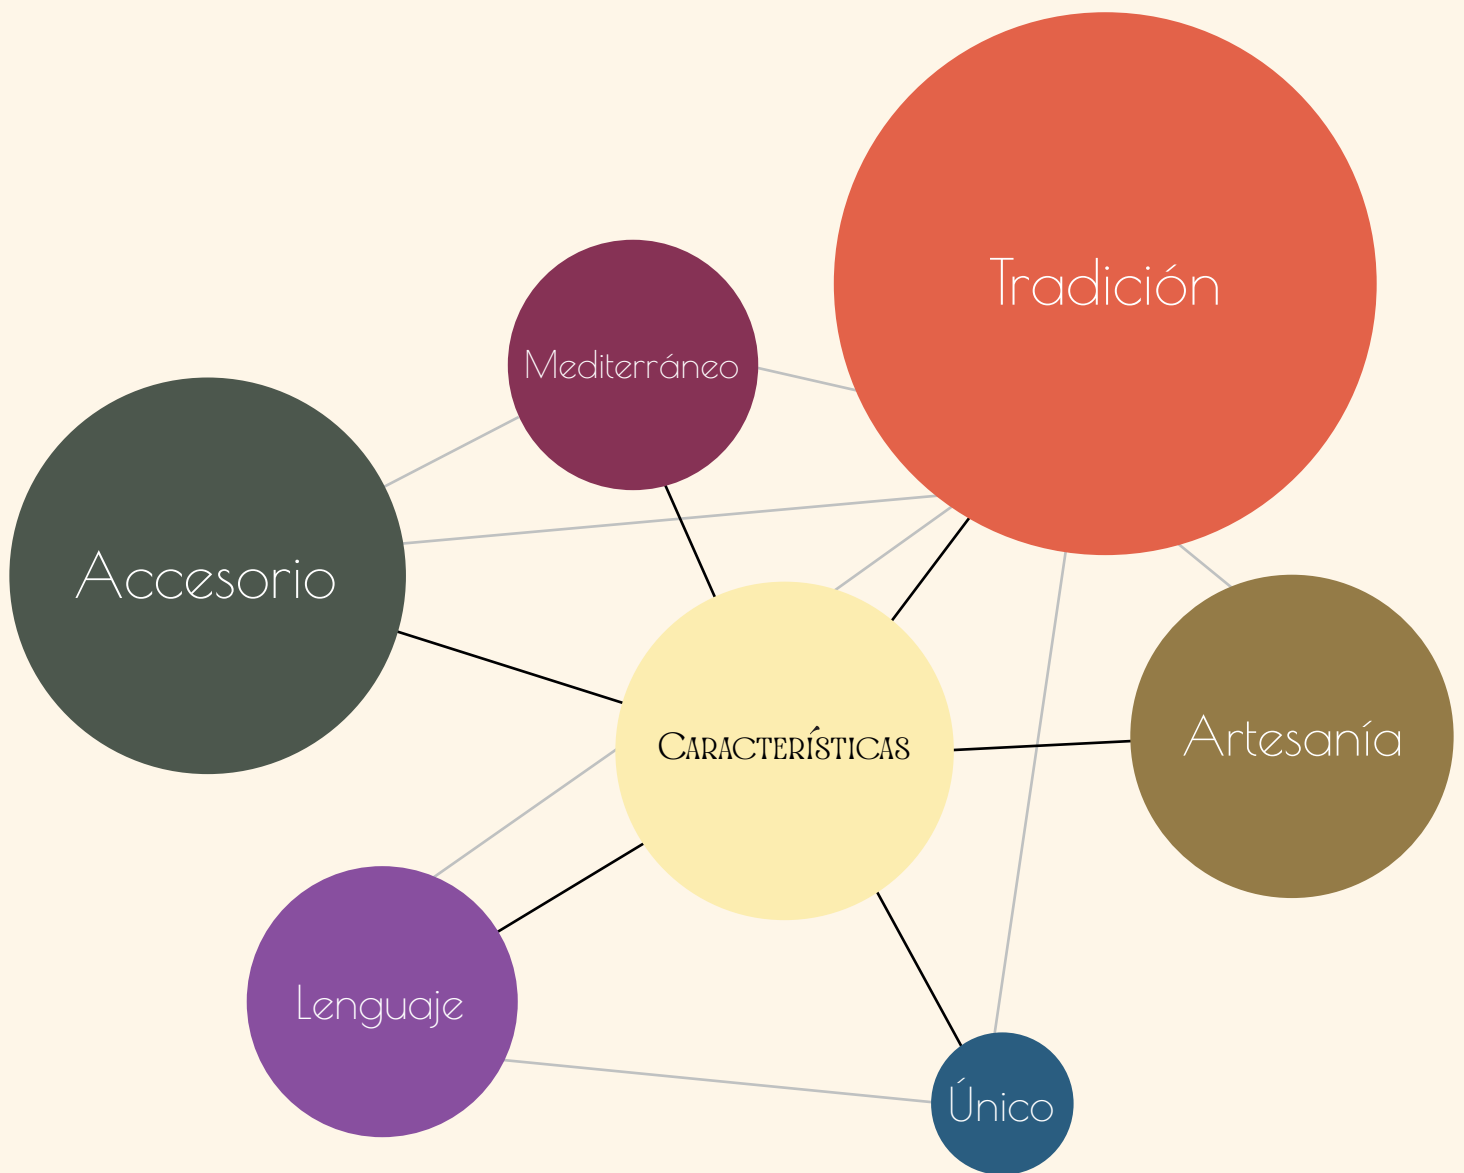 Tradición
Mediterráneo
Accesorio
Características
Artesanía
Lenguaje
Único